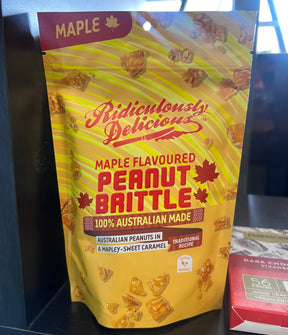 MAPLE
Ridiculously
Delicious
MAPLE FLAVOURED
PEANUT
BRITTLE
100% AUSTRALIAN MADE
AUSTRALIAN PEANUTS IN
A MAPLEY-SWEET CARAMEL
TRADITIONAL
RECIPE
DARK CHO